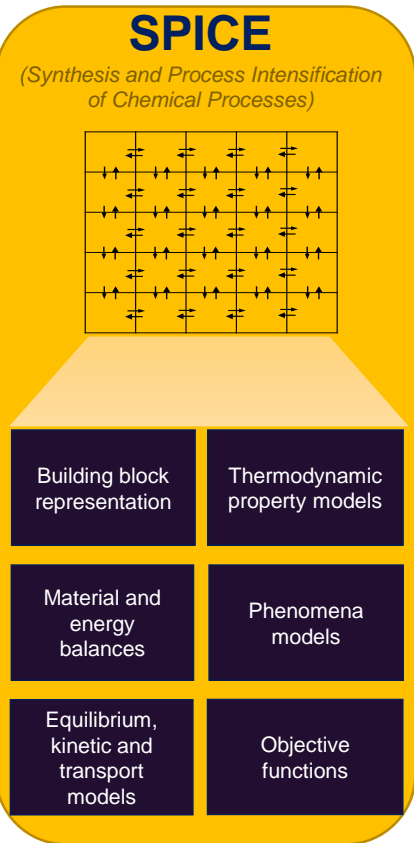 SPICE
(Synthesis and Process Intensification
of Chemical Processes)
Building block
representation
Thermodynamic
property models
Material and
energy
balances
Phenomena
models
Equilibrium,
kinetic and
transport
models
Objective
functions